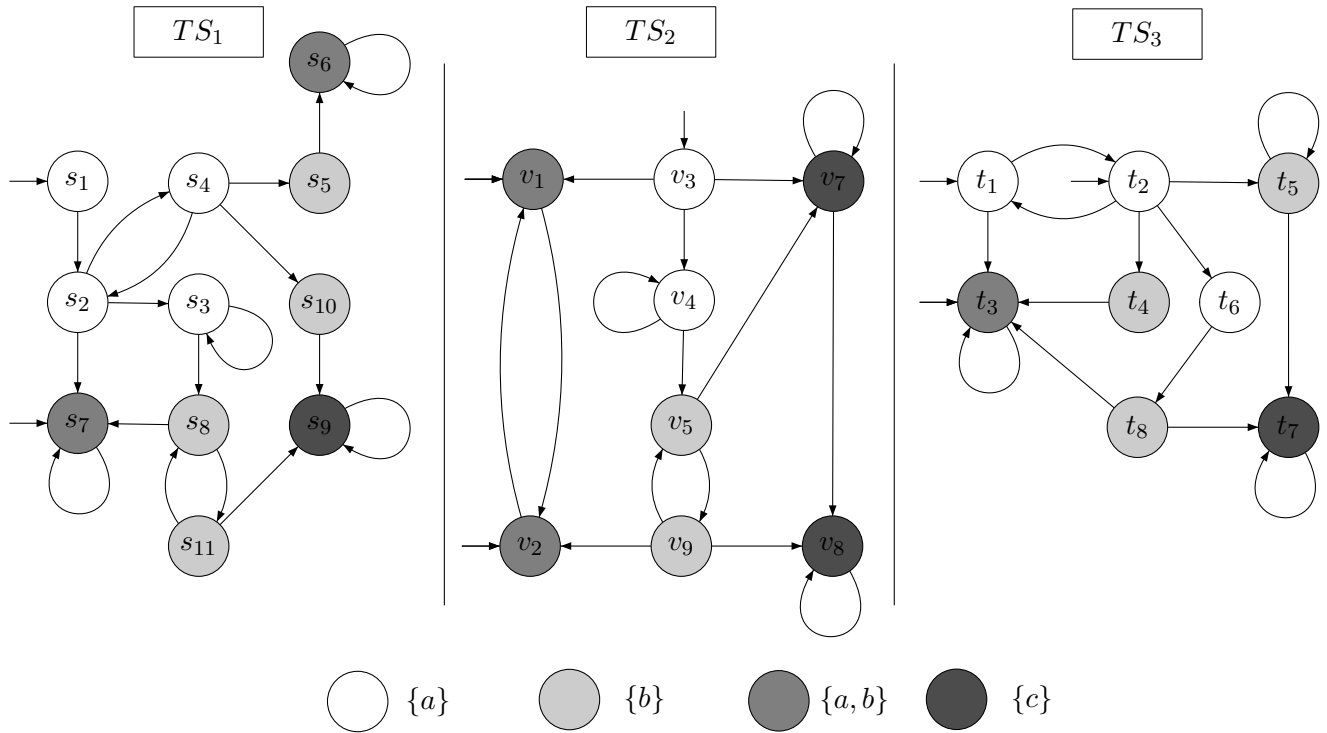 TS₁ TS₂ TS₃
s₆
s₁ s₄ s₅ v₁ v₃ v₇ t₁ t₂ t₅
s₂ s₃ s₁₀ v₄ t₃ t₄ t₆
s₇ s₈ s₉ v₅ t₈ t₇
s₁₁ v₂ v₉ v₈
{a} {b} {a, b} {c}